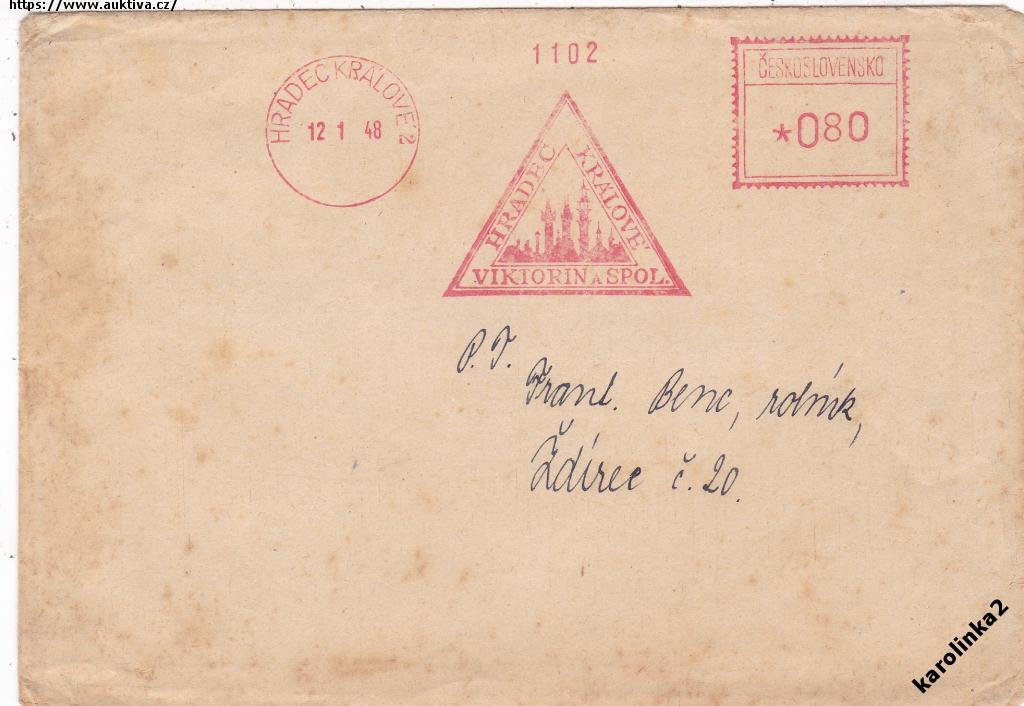 https://www.auktiva.cz/
1102
HRADEC KRÁLOVÉ 2
12 1 48
ČESKOSLOVENSKO
*080
HRADEC KRÁLOVÉ
VIKTORIN A SPOL.
P. T.
Frant. Benc, rolník,
Ždírec č. 20.
karolinka2